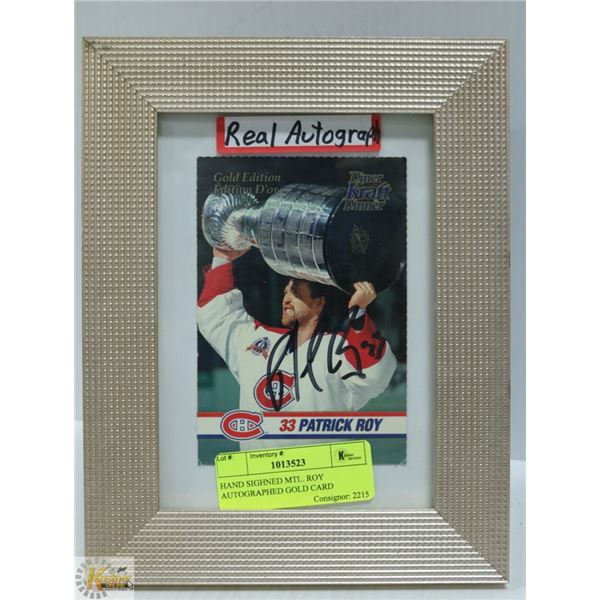 Real Autograph
Gold Edition
Édition D'or
Dîner
Kraft
Dinner
33
33 PATRICK ROY
Lot #:
Inventory #:
1013523
HAND SIGHNED MTL. ROY
AUTOGRAPHED GOLD CARD
Consignor: 2215